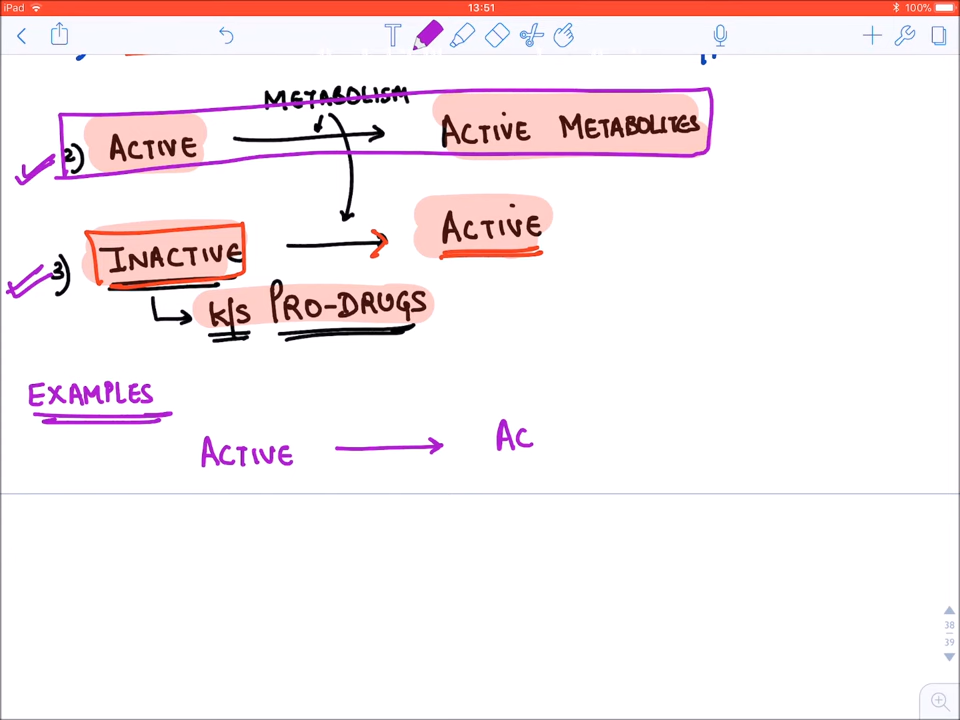 iPad 13:51 100%
METABOLISM
2) ACTIVE ACTIVE METABOLITES
3) INACTIVE ACTIVE
K/S PRO-DRUGS
EXAMPLES
ACTIVE AC
38
39